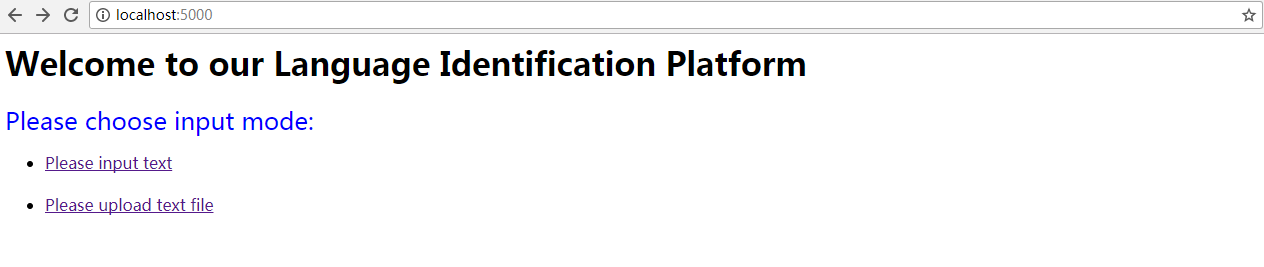 localhost:5000
Welcome to our Language Identification Platform
Please choose input mode:
Please input text
Please upload text file